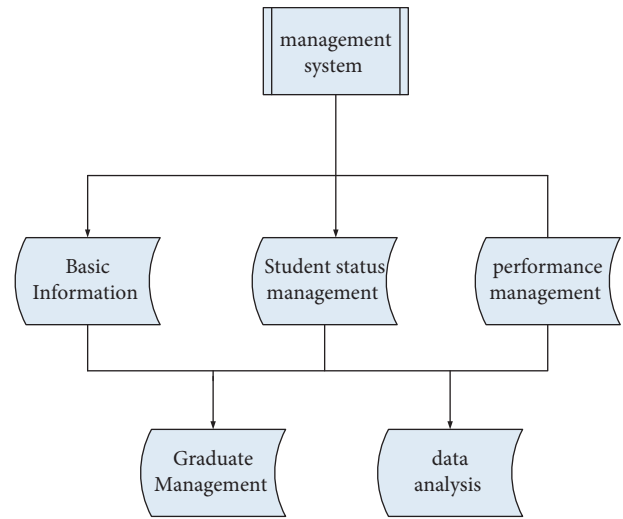 management
system
Basic
Information
Student status
management
performance
management
Graduate
Management
data
analysis